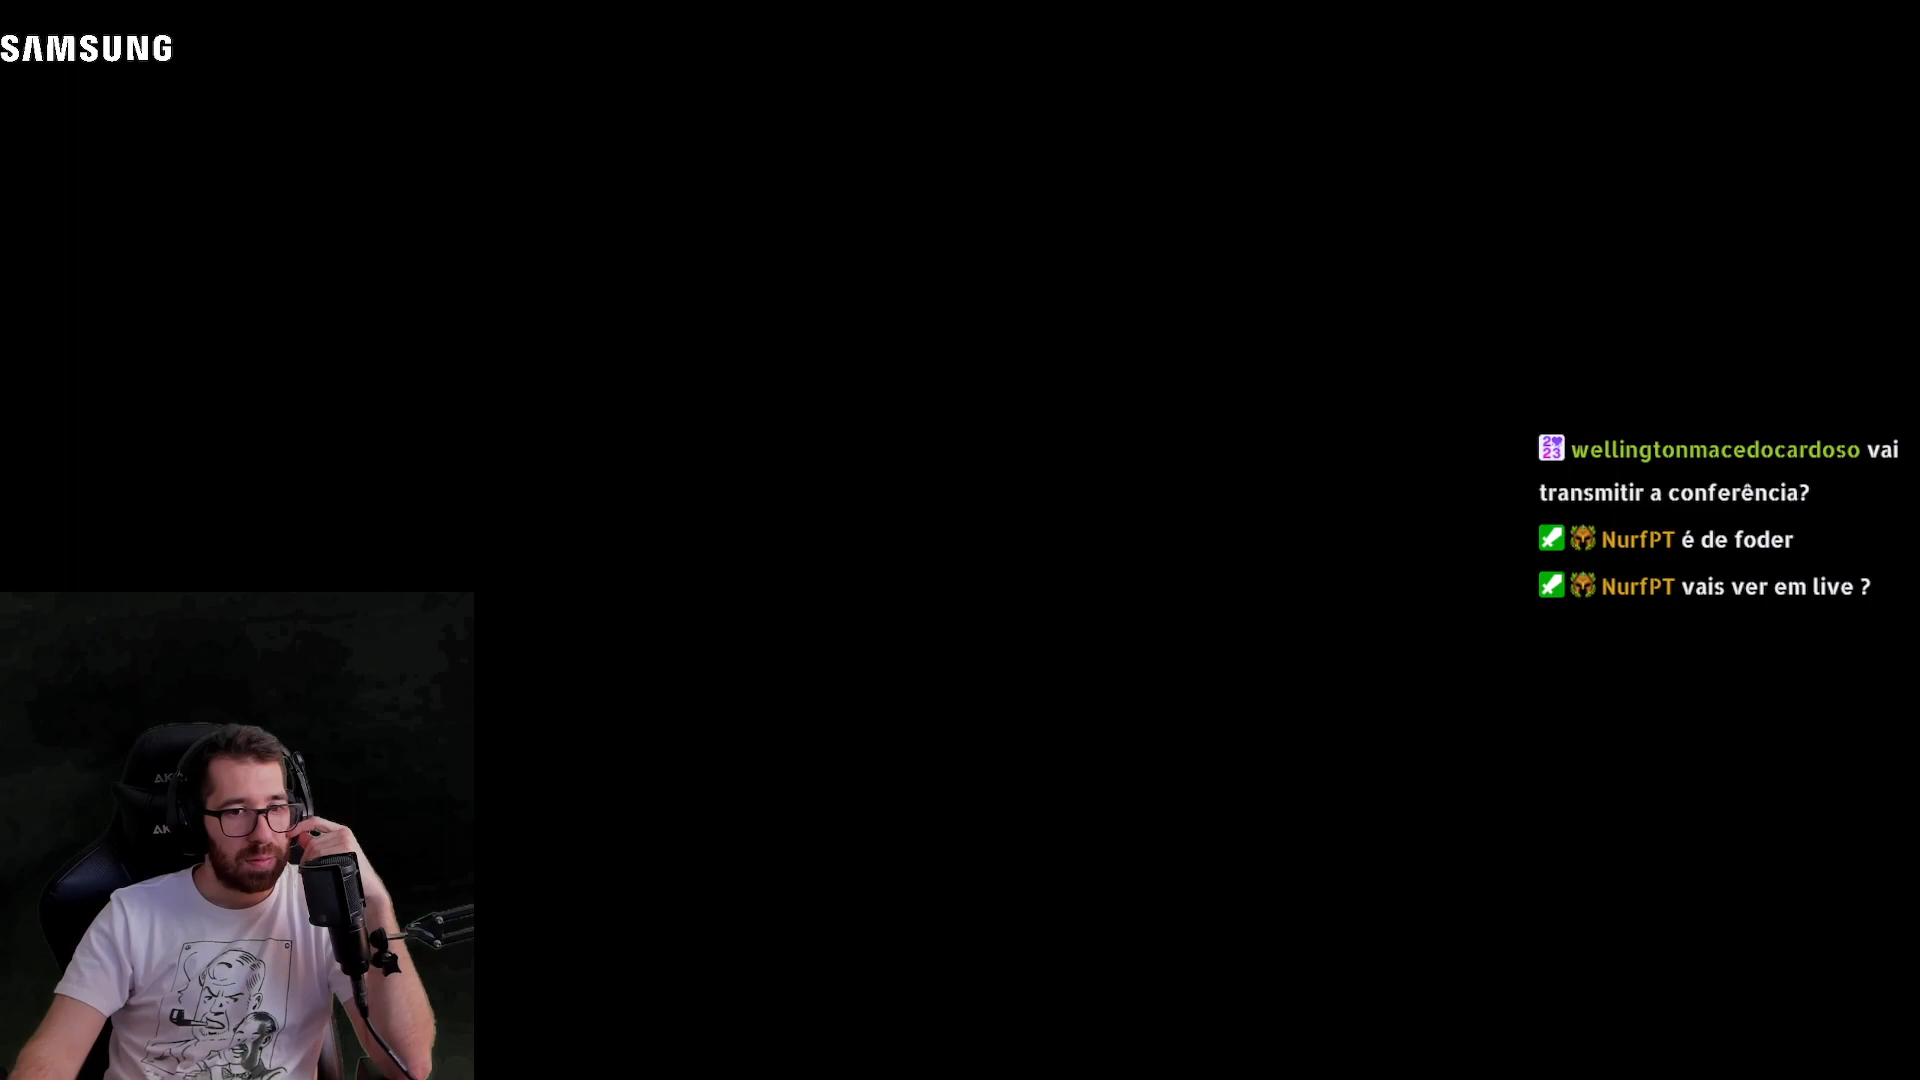 SAMSUNG
wellingtonmacedocardoso vai
transmitir a conferência?
NurfPT é de foder
NurfPT vais ver em live ?